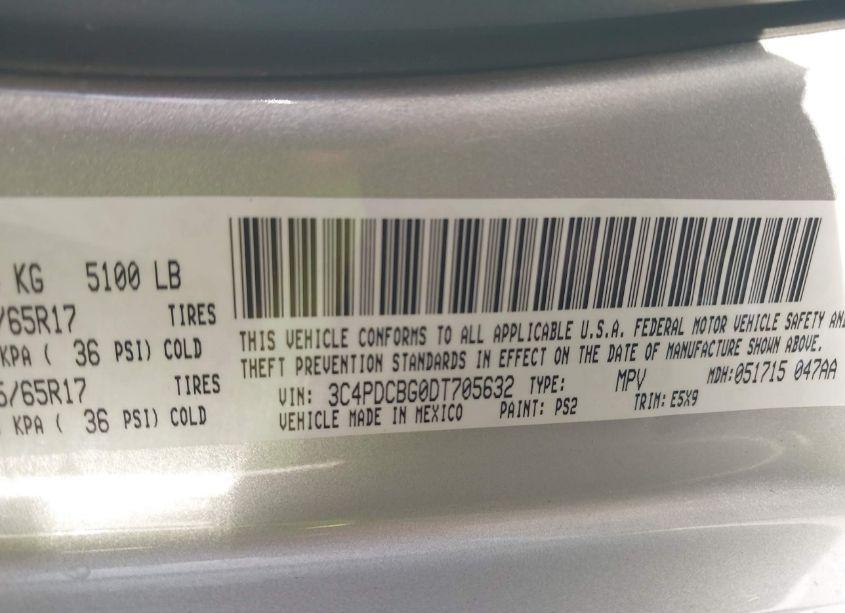 KG 5100 LB
/65R17 TIRES
KPA ( 36 PSI) COLD
/65R17 TIRES
KPA ( 36 PSI) COLD
THIS VEHICLE CONFORMS TO ALL APPLICABLE U.S.A. FEDERAL MOTOR VEHICLE SAFETY AND
THEFT PREVENTION STANDARDS IN EFFECT ON THE DATE OF MANUFACTURE SHOWN ABOVE.
VIN: 3C4PDCBG0DT705632 TYPE: MPV MDH:051715 047AA
VEHICLE MADE IN MEXICO PAINT: PS2 TRIM: E5X9